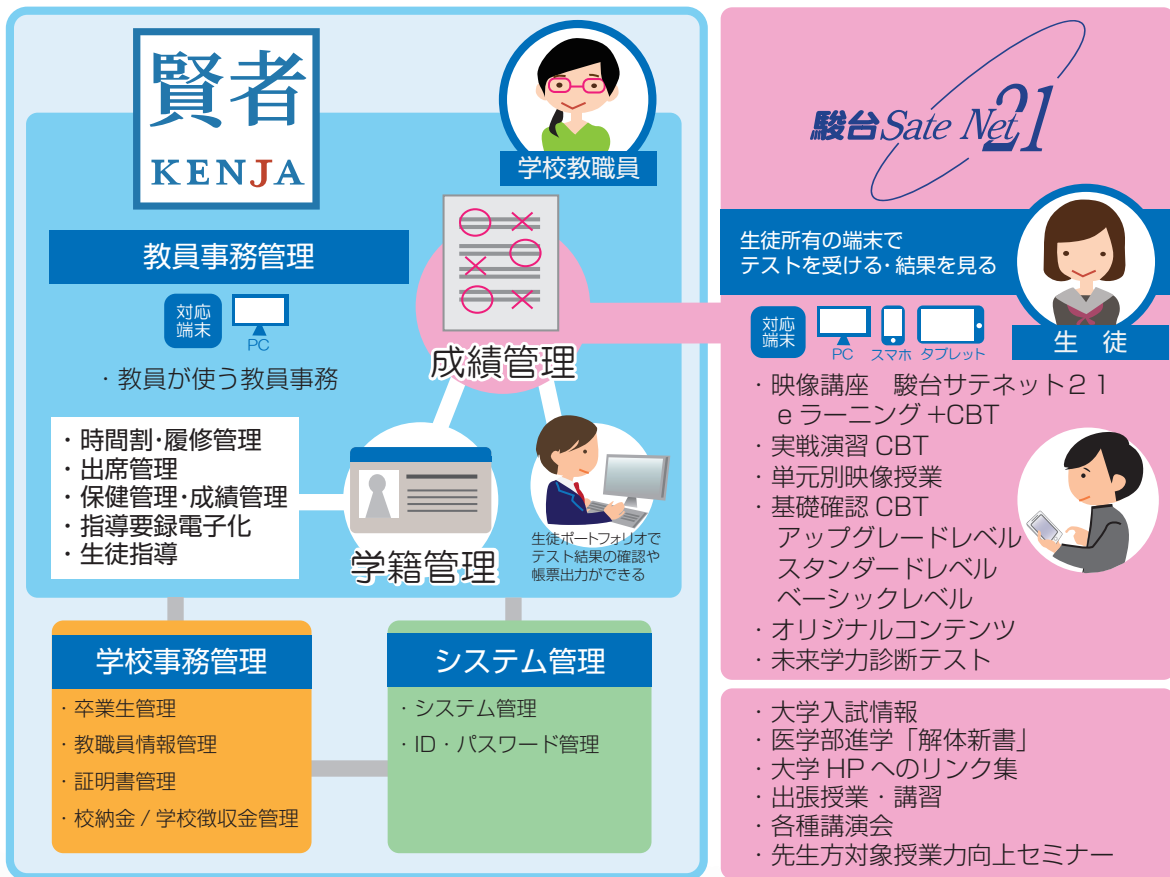 賢者
KENJA
学校教職員
教員事務管理
対応
端末
PC
・教員が使う教員事務
・時間割・履修管理
・出席管理
・保健管理・成績管理
・指導要録電子化
・生徒指導
成績管理
学籍管理
生徒ポートフォリオで
テスト結果の確認や
帳票出力ができる
学校事務管理
・卒業生管理
・教職員情報管理
・証明書管理
・校納金 / 学校徴収金管理
システム管理
・システム管理
・ID・パスワード管理
駿台 Sate Net 21
生徒所有の端末で
テストを受ける・結果を見る
対応
端末
PC スマホ タブレット
生 徒
・映像講座 駿台サテネット21
e ラーニング +CBT
・実戦演習 CBT
・単元別映像授業
・基礎確認 CBT
アップグレードレベル
スタンダードレベル
ベーシックレベル
・オリジナルコンテンツ
・未来学力診断テスト
・大学入試情報
・医学部進学「解体新書」
・大学 HP へのリンク集
・出張授業・講習
・各種講演会
・先生方対象授業力向上セミナー